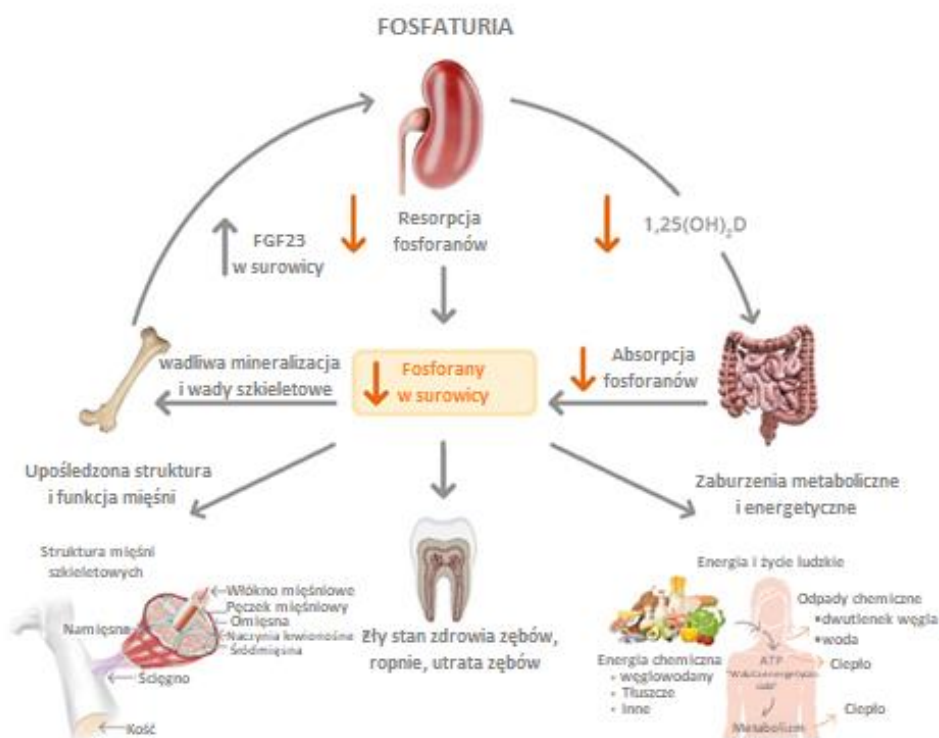 FOSFATURIA
Resorpcja
fosforanów
FGF23
w surowicy
1,25(OH)₂D
wadliwa mineralizacja
i wady szkieletowe
Fosforany
w surowicy
Absorpcja
fosforanów
Upośledzona struktura
i funkcja mięśni
Zaburzenia metaboliczne
i energetyczne
Struktura mięśni
szkieletowych
Włókno mięśniowe
Pęczek mięśniowy
Omięsna
Naczynia krwionośne
Śródmięsna
Namięsna
Ścięgno
Kość
Zły stan zdrowia zębów,
ropnie, utrata zębów
Energia i życie ludzkie
Odpady chemiczne
•dwutlenek węgla
•woda
Energia chemiczna
• węglowodany
• Tłuszcze
• Inne
ATP
Ciepło
Metabolizm
Ciepło